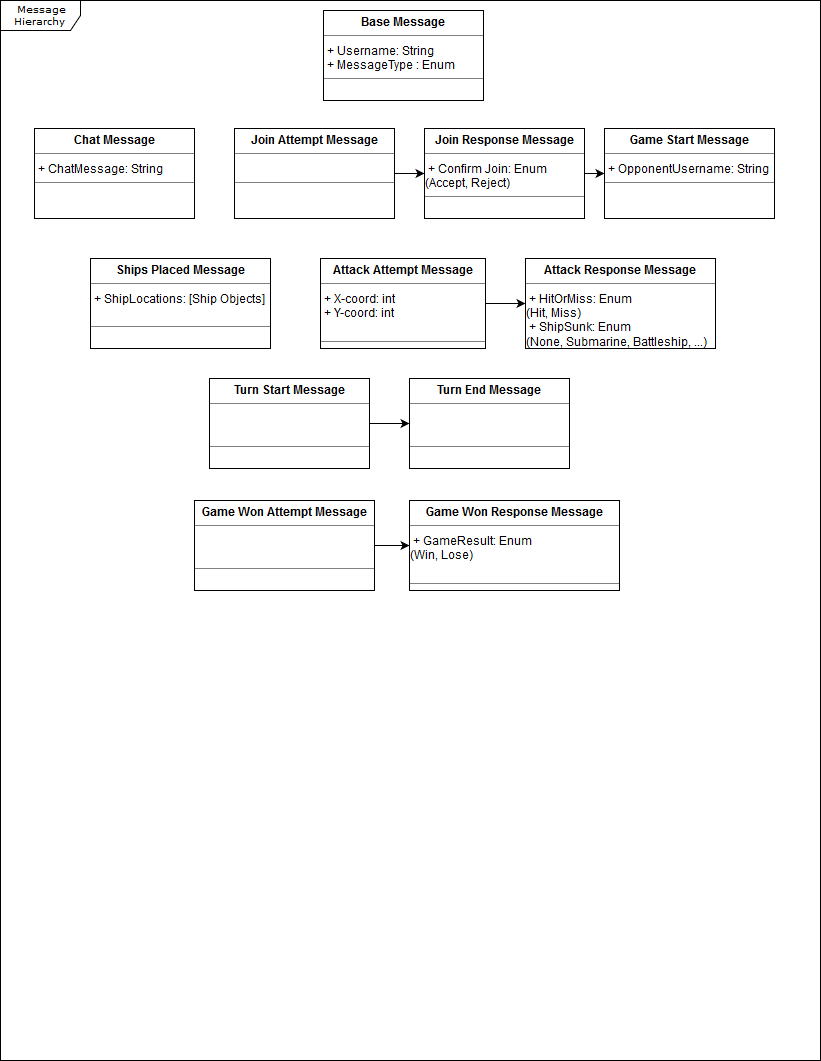 Message
Hierarchy
Base Message
+ Username: String
+ MessageType : Enum
Chat Message
+ ChatMessage: String
Join Attempt Message
Join Response Message
+ Confirm Join: Enum
(Accept, Reject)
Game Start Message
+ OpponentUsername: String
Ships Placed Message
+ ShipLocations: [Ship Objects]
Attack Attempt Message
+ X-coord: int
+ Y-coord: int
Attack Response Message
+ HitOrMiss: Enum
(Hit, Miss)
+ ShipSunk: Enum
(None, Submarine, Battleship, ...)
Turn Start Message
Turn End Message
Game Won Attempt Message
Game Won Response Message
+ GameResult: Enum
(Win, Lose)